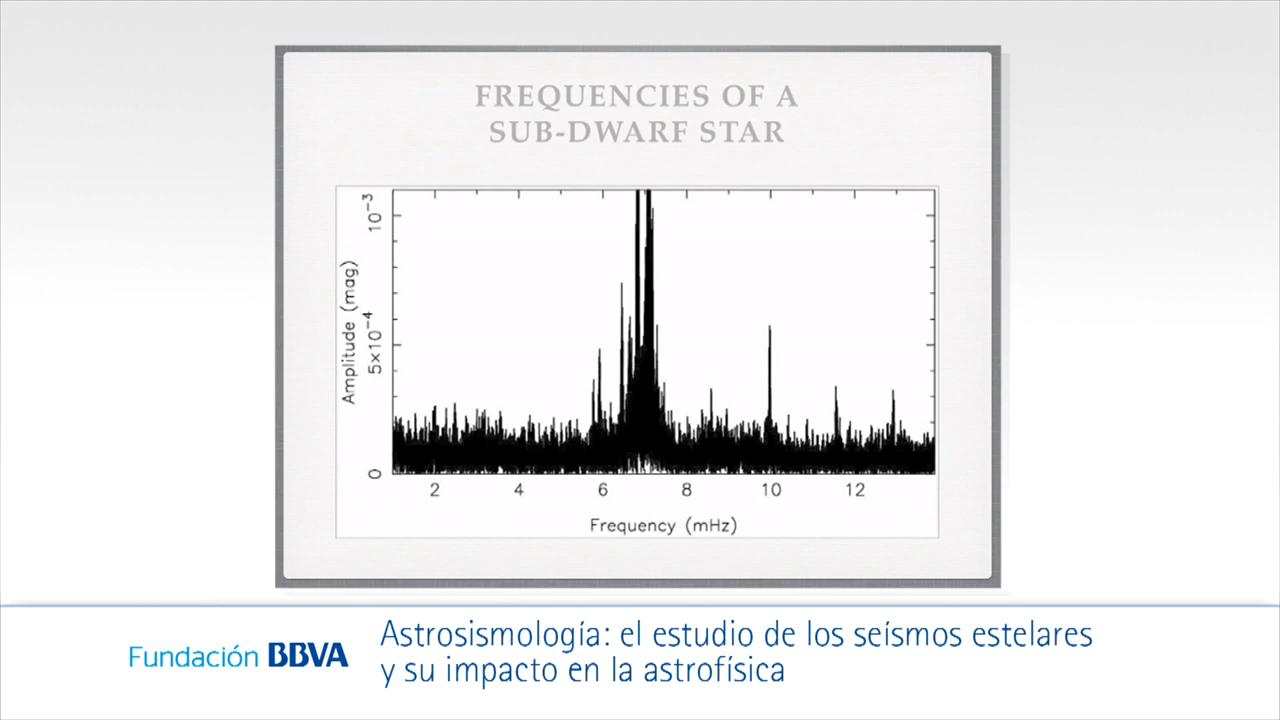 FREQUENCIES OF A
SUB-DWARF STAR
10⁻³
5×10⁻⁴
0
Amplitude (mag)
2 4 6 8 10 12
Frequency (mHz)
Fundación BBVA
Astrosismología: el estudio de los seísmos estelares
y su impacto en la astrofísica